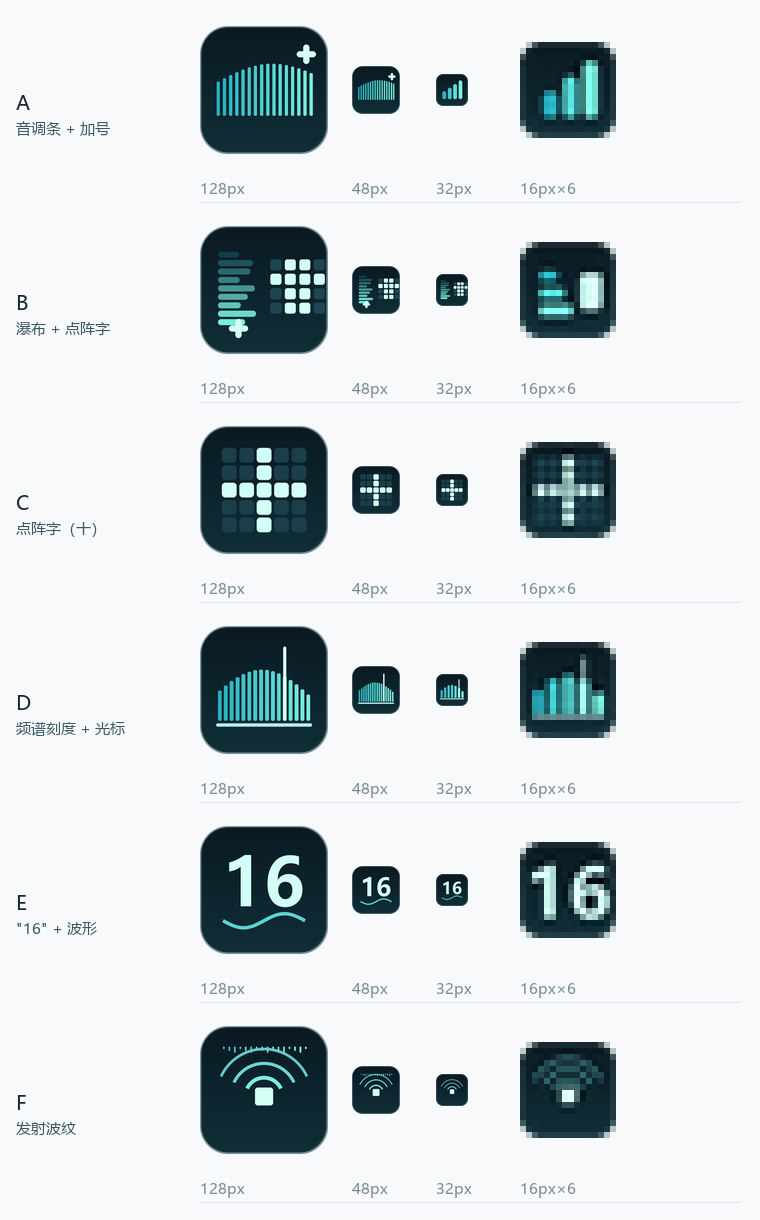 A
音调条 + 加号
128px 48px 32px 16px×6
B
瀑布 + 点阵字
128px 48px 32px 16px×6
C
点阵字（十）
128px 48px 32px 16px×6
D
频谱刻度 + 光标
128px 48px 32px 16px×6
16 16 16 16
E
"16" + 波形
128px 48px 32px 16px×6
F
发射波纹
128px 48px 32px 16px×6